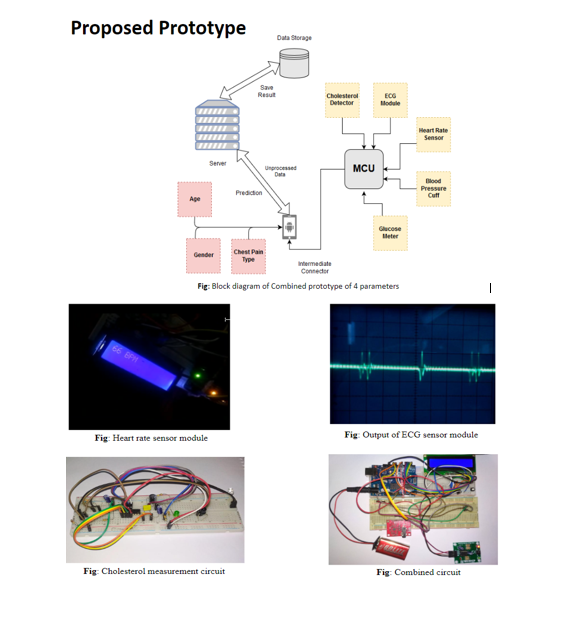 Proposed Prototype
Data Storage
Save
Result
Cholesterol
Detector
ECG
Module
Heart Rate
Sensor
MCU
Server
Unprocessed
Data
Blood
Pressure
Cuff
Prediction
Age
Glucose
Meter
Gender
Chest Pain
Type
Intermediate
Connector
Fig: Block diagram of Combined prototype of 4 parameters
66 BPM
Fig: Heart rate sensor module
Fig: Output of ECG sensor module
Fig: Cholesterol measurement circuit
Fig: Combined circuit